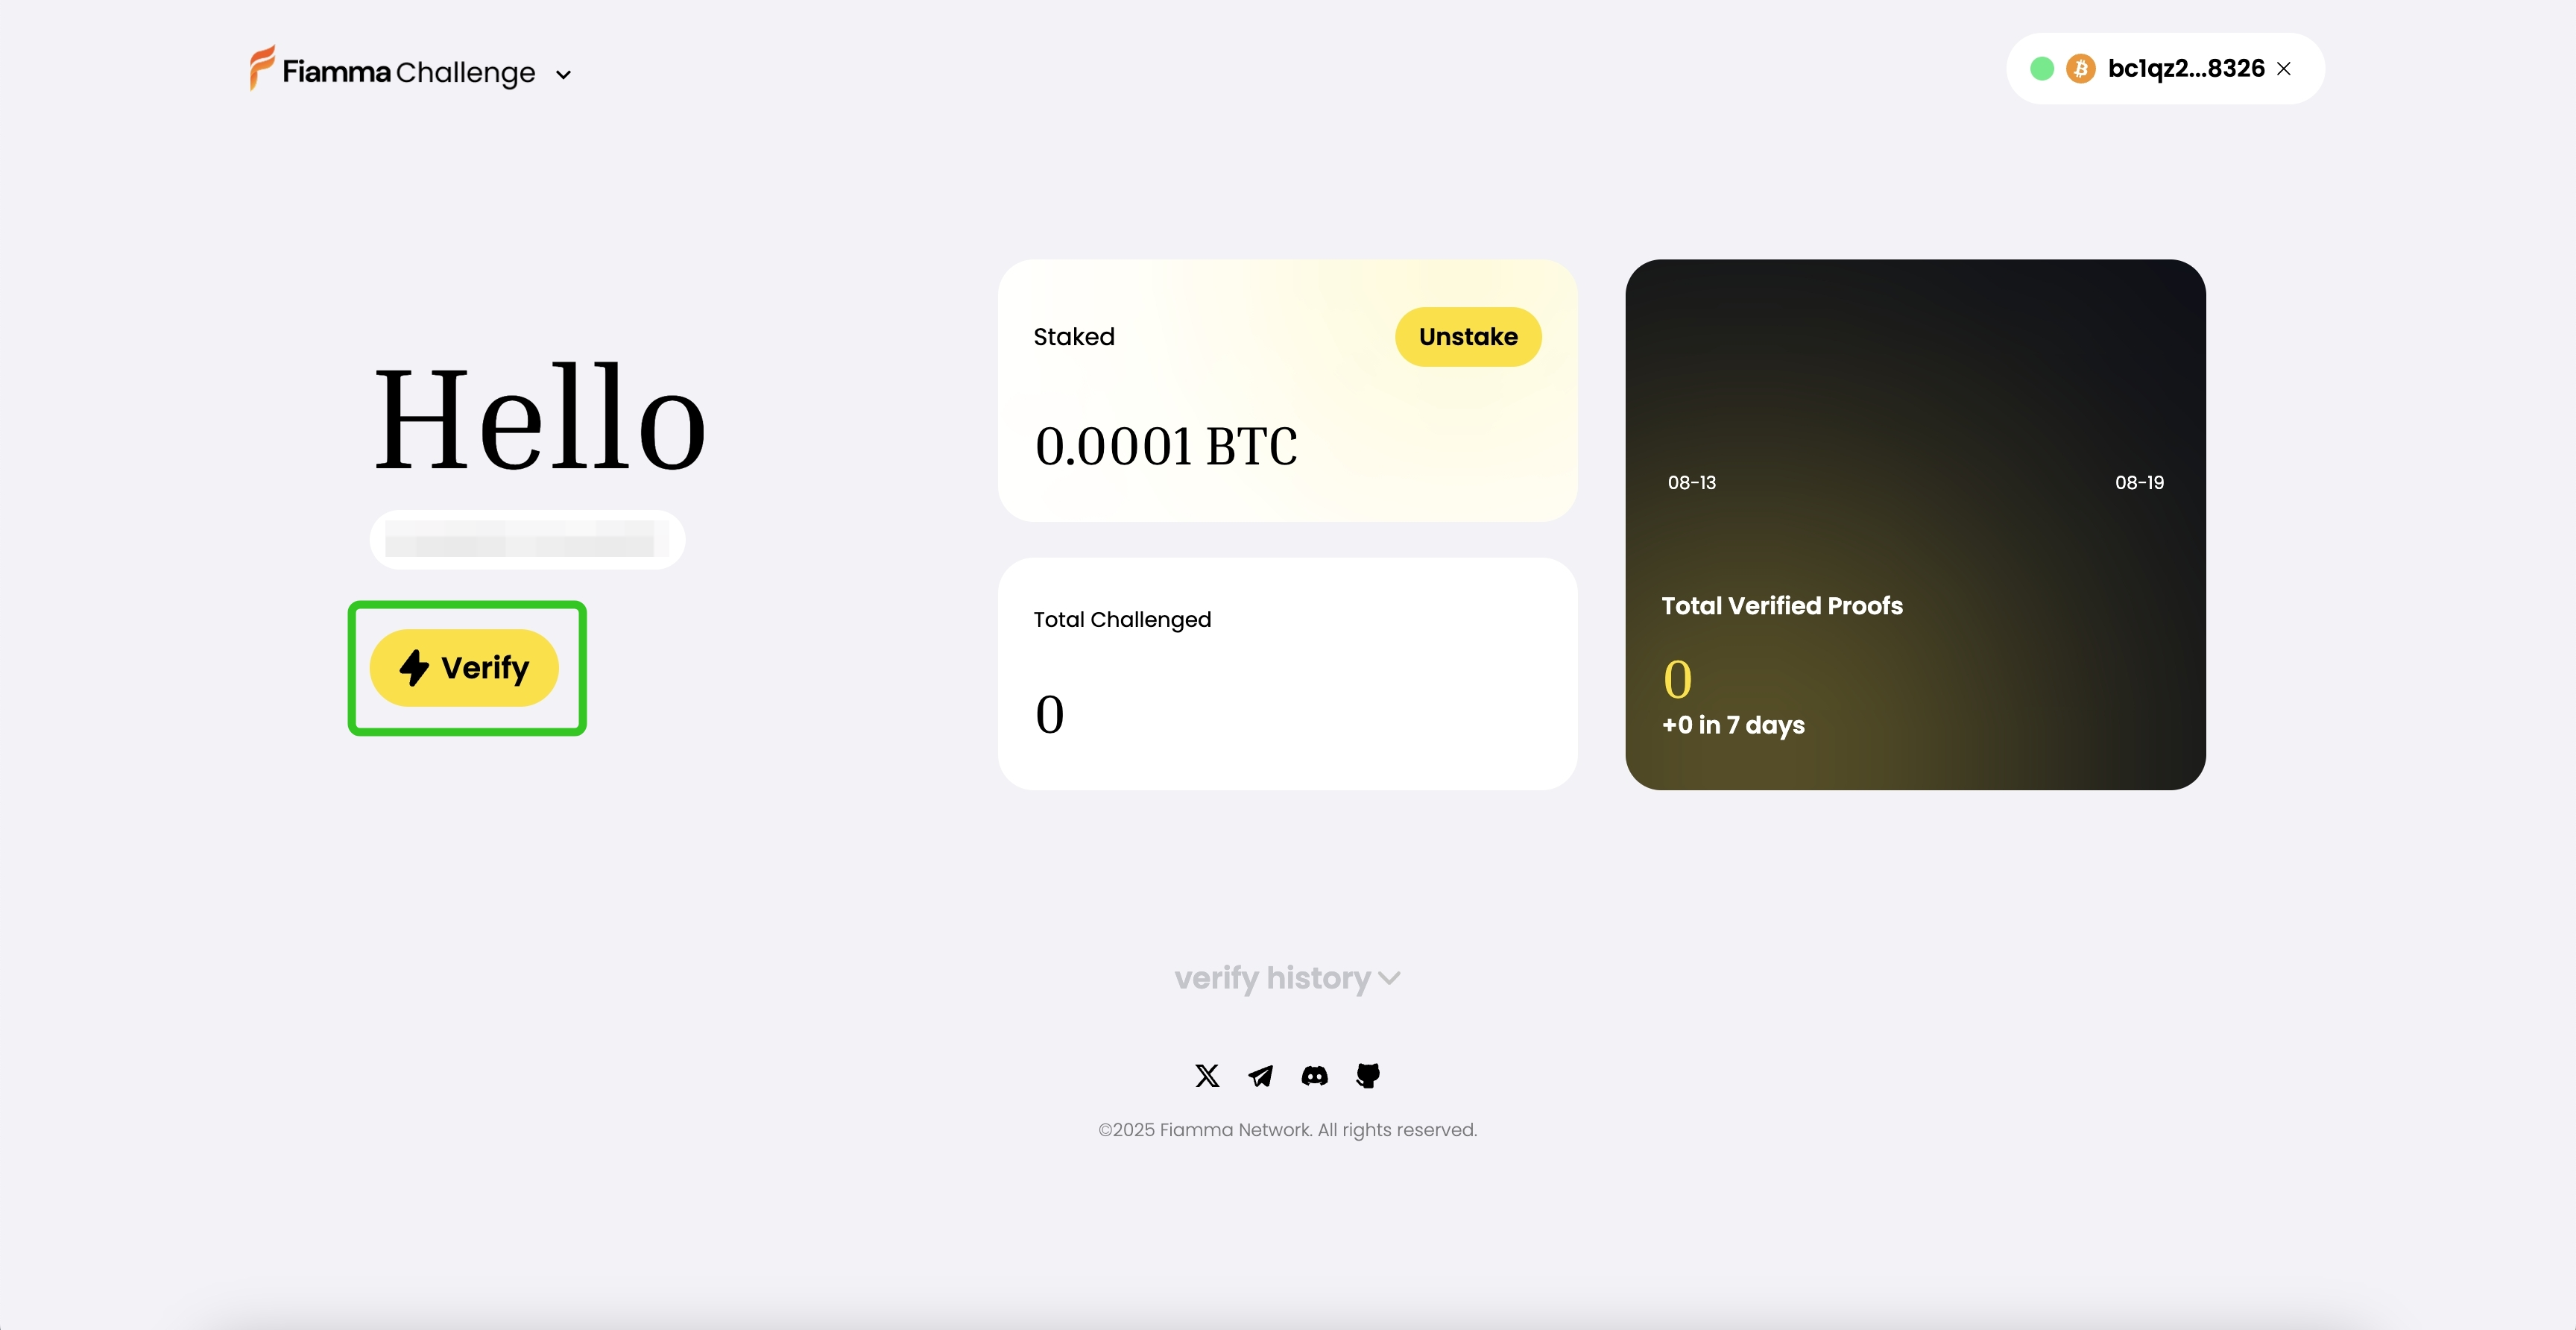 Fiamma Challenge
bc1qz2...8326
Hello
Verify
Staked
Unstake
0.0001 BTC
Total Challenged
0
08-13
08-19
Total Verified Proofs
0
+0 in 7 days
verify history
©2025 Fiamma Network. All rights reserved.